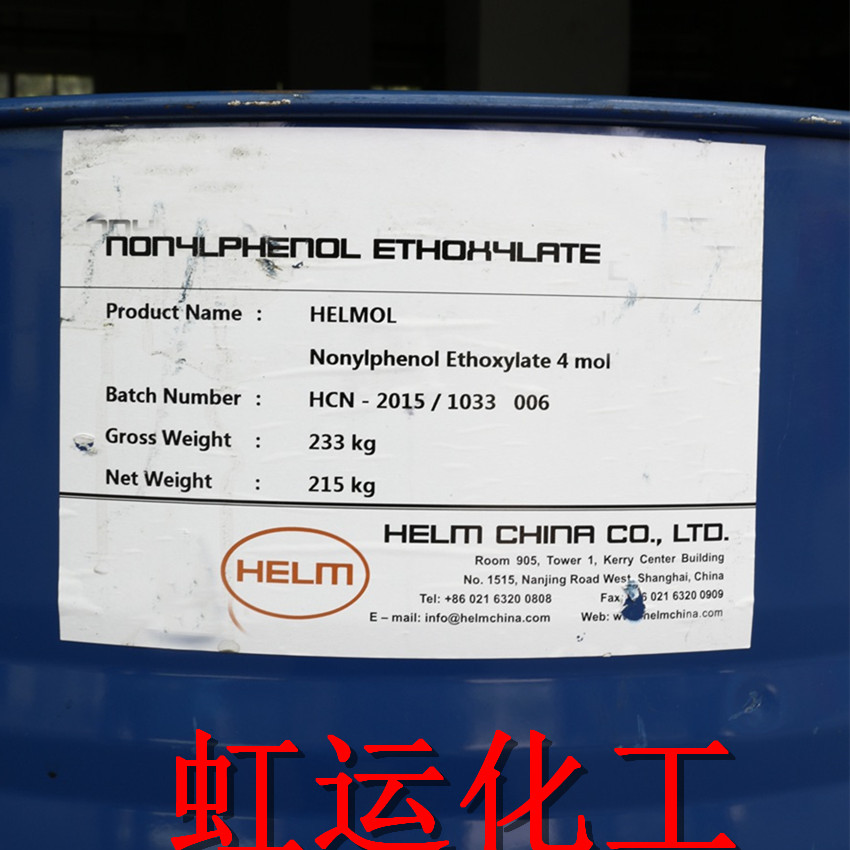 NONYLPHENOL ETHOXYLATE
Product Name : HELMOL
Nonylphenol Ethoxylate 4 mol
Batch Number : HCN - 2015 / 1033 006
Gross Weight : 233 kg
Net Weight : 215 kg
HELM
HELM CHINA CO., LTD.
Room 905, Tower 1, Kerry Center Building
No. 1515, Nanjing Road West, Shanghai, China
Tel: +86 021 6320 0808 Fax 021 6320 0909
E – mail: info@helmchina.com Web: helmchina.com
虹运化工